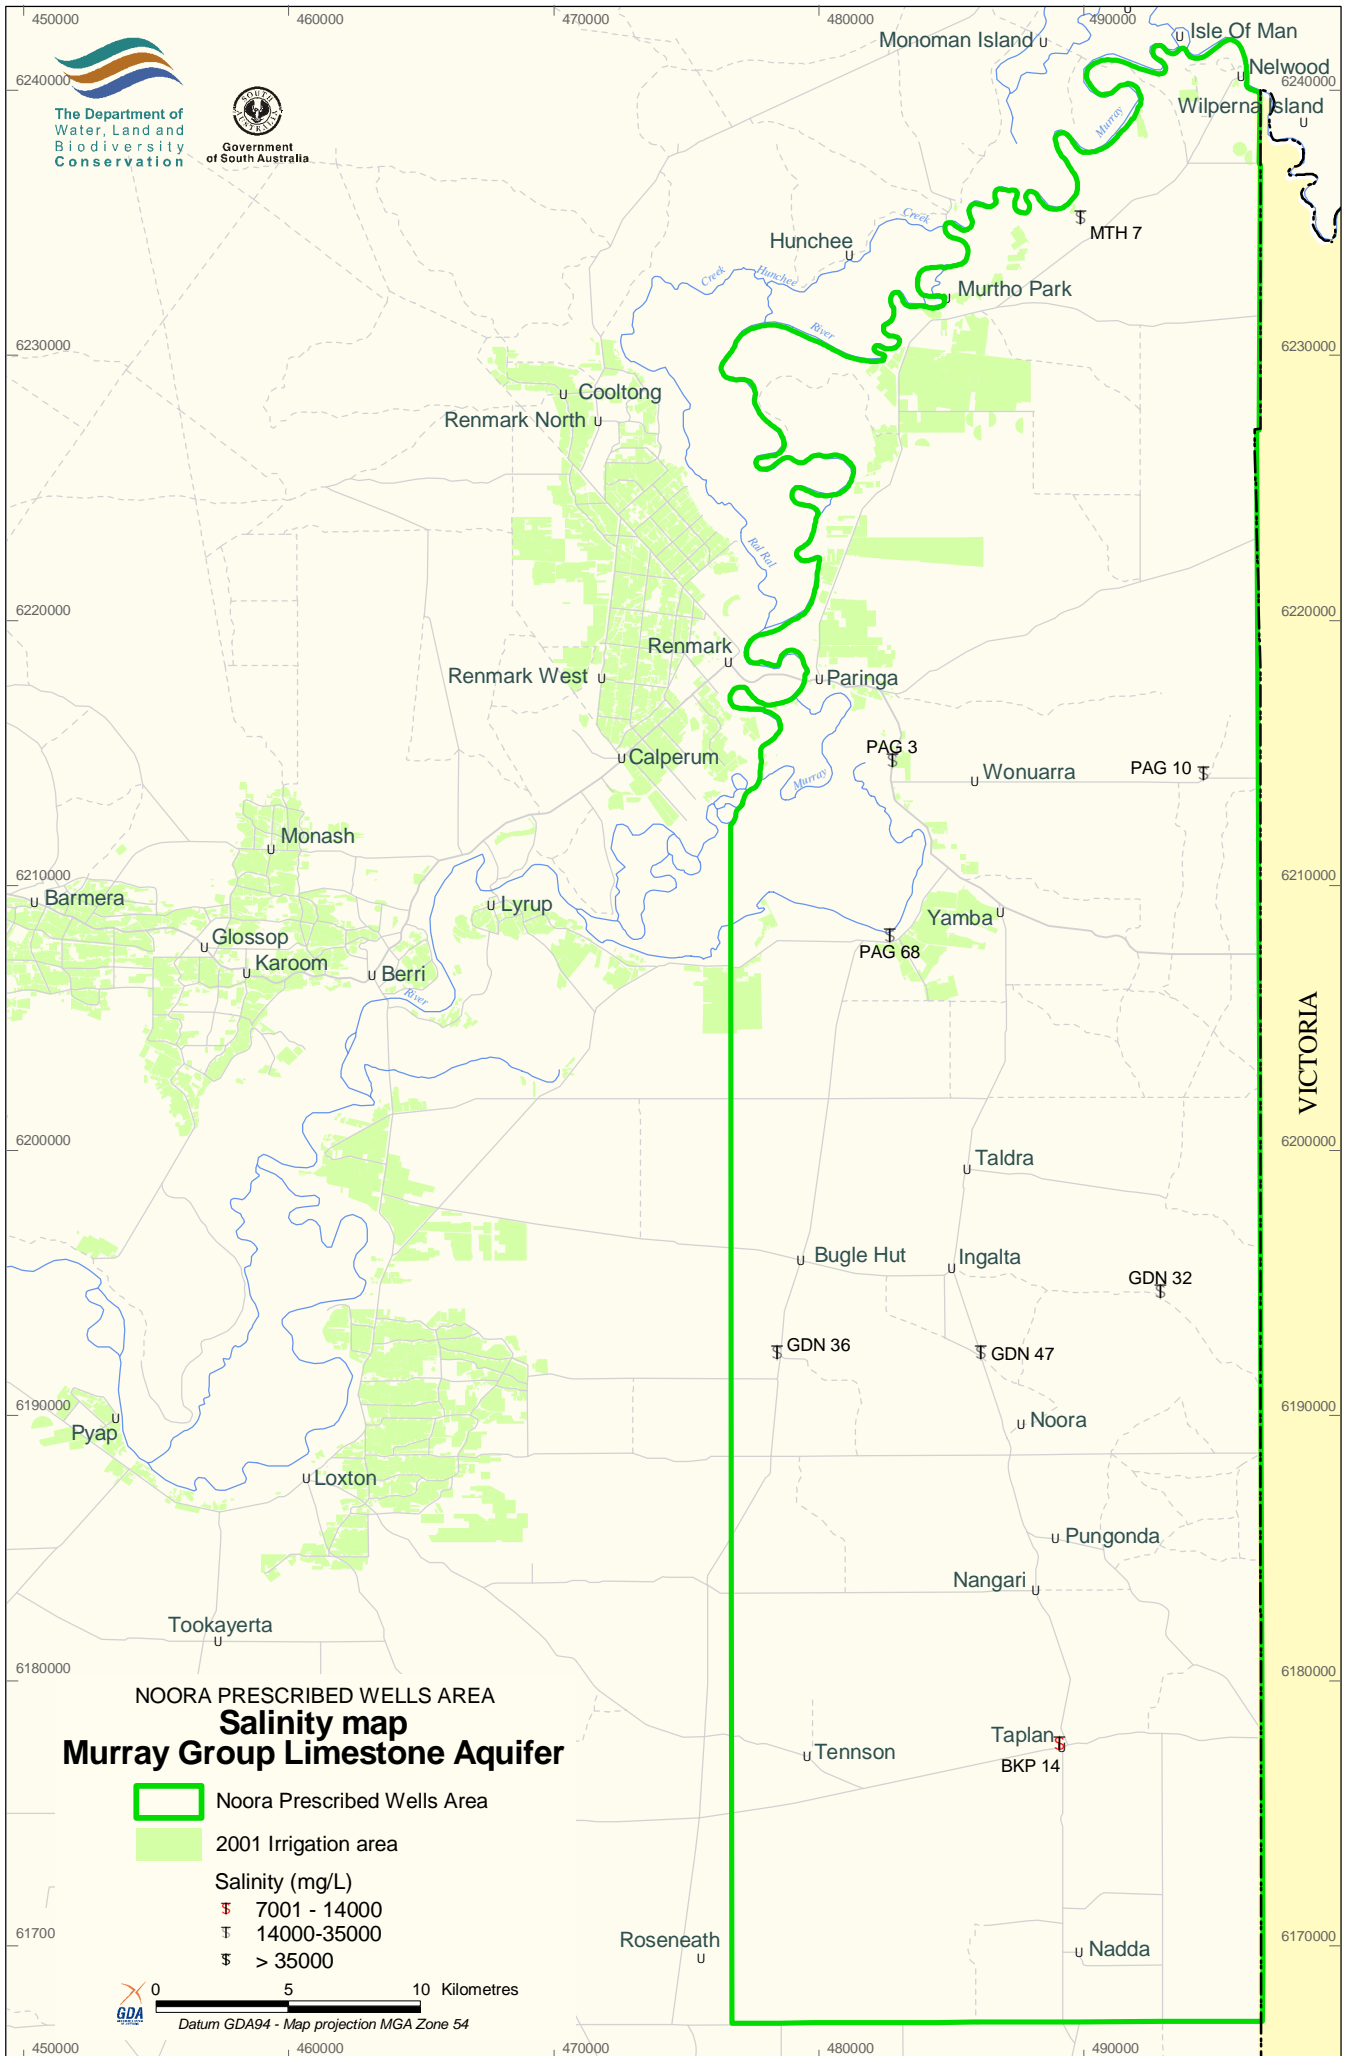 450000
460000
470000
480000
490000
Monoman Island
Isle Of Man
Nelwood
6240000
6240000
Wilperna Island
The Department of
Water, Land and
Biodiversity
Conservation
SOUTH
AUSTRALIA
Government
of South Australia
Murray
MTH 7
Creek
Hunchee
Creek
Hunchee
Murtho Park
River
6230000
6230000
Cooltong
Renmark North
Ral Ral
6220000
6220000
Renmark
Renmark West
Paringa
PAG 3
Calperum
Murray
Wonuarra
PAG 10
Monash
6210000
6210000
Barmera
Lyrup
Yamba
Glossop
PAG 68
Karoom
Berri
River
VICTORIA
6200000
6200000
Taldra
Bugle Hut
Ingalta
GDN 32
GDN 36
GDN 47
6190000
6190000
Noora
Pyap
Loxton
Pungonda
Nangari
Tookayerta
6180000
6180000
NOORA PRESCRIBED WELLS AREA
Salinity map
Murray Group Limestone Aquifer
Taplan
Tennson
BKP 14
Noora Prescribed Wells Area
2001 Irrigation area
Salinity (mg/L)
7001 - 14000
14000-35000
> 35000
61700
6170000
Roseneath
Nadda
0 5 10 Kilometres
GDA
Datum GDA94 - Map projection MGA Zone 54
450000
460000
470000
480000
490000